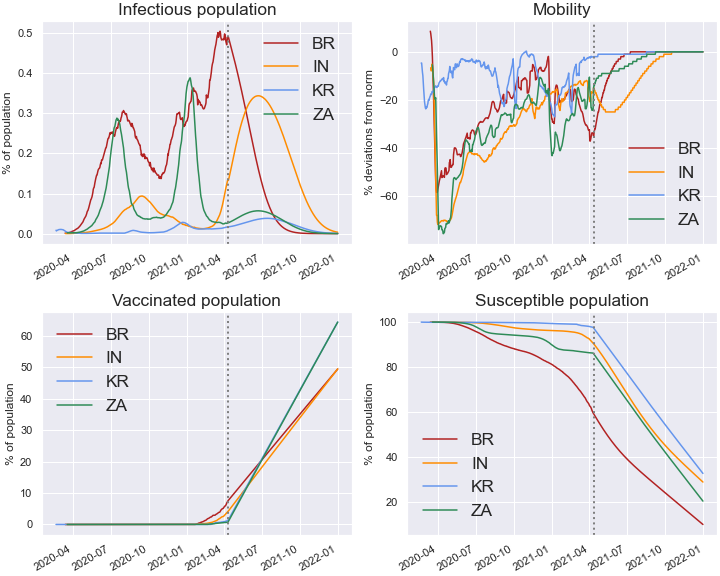 Infectious population
% of population
0.5
0.4
0.3
0.2
0.1
0.0
BR
IN
KR
ZA
2020-04
2020-07
2020-10
2021-01
2021-04
2021-07
2021-10
2022-01
Mobility
% deviations from norm
0
−20
−40
−60
BR
IN
KR
ZA
2020-04
2020-07
2020-10
2021-01
2021-04
2021-07
2021-10
2022-01
Vaccinated population
% of population
60
50
40
30
20
10
0
BR
IN
KR
ZA
2020-04
2020-07
2020-10
2021-01
2021-04
2021-07
2021-10
2022-01
Susceptible population
% of population
100
80
60
40
20
BR
IN
KR
ZA
2020-04
2020-07
2020-10
2021-01
2021-04
2021-07
2021-10
2022-01